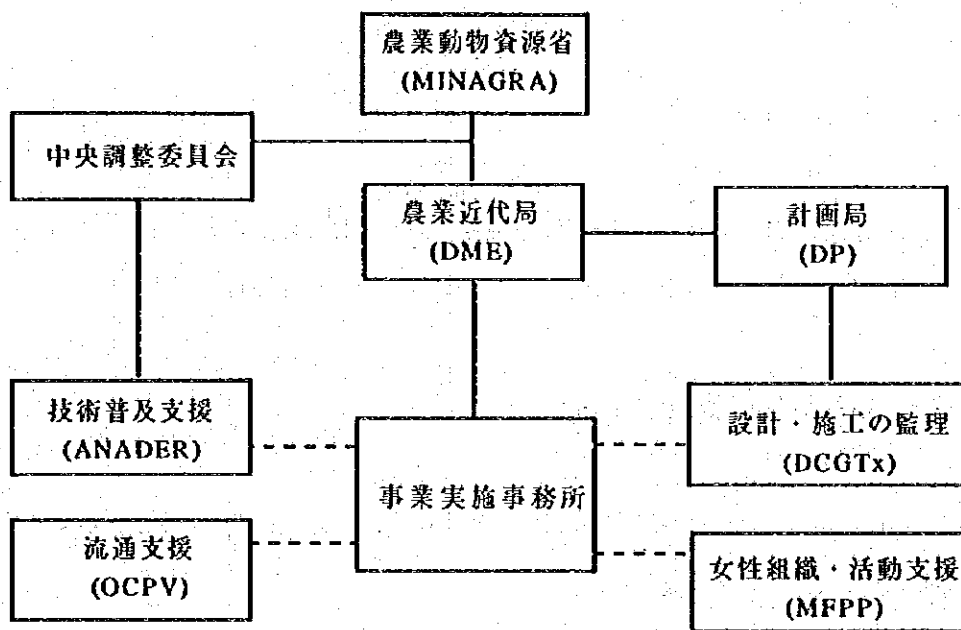 農業動物資源省
(MINAGRA)
中央調整委員会
農業近代局
(DME)
計画局
(DP)
技術普及支援
(ANADER)
事業実施事務所
設計・施工の監理
(DCGTx)
流通支援
(OCPV)
女性組織・活動支援
(MFPP)